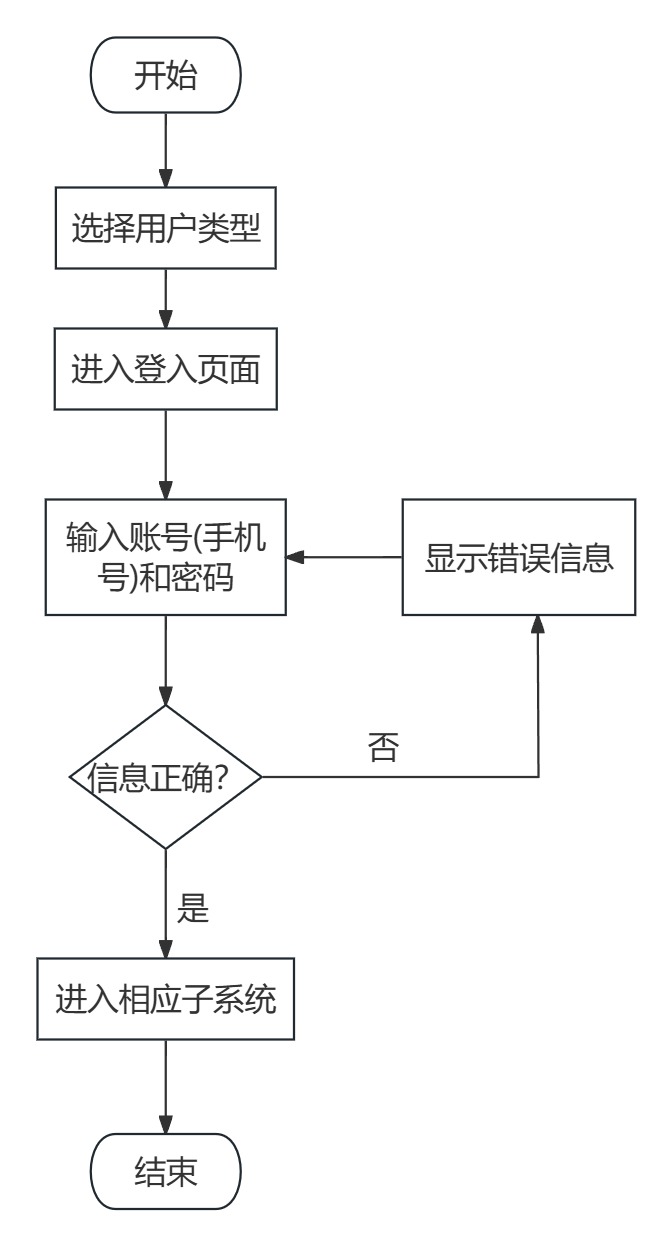 开始
选择用户类型
进入登入页面
输入账号(手机
号)和密码
显示错误信息
否
信息正确?
是
进入相应子系统
结束